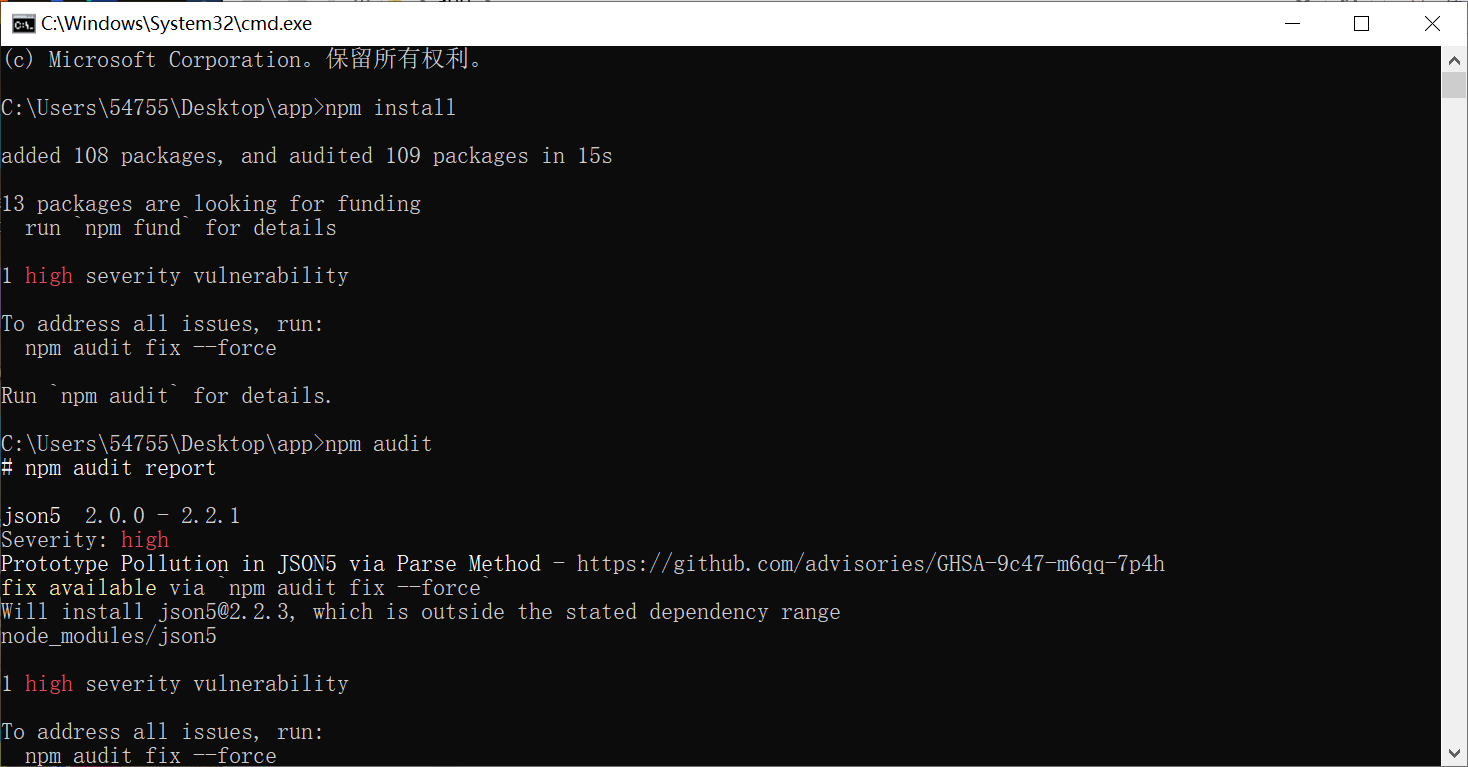 C:\Windows\System32\cmd.exe
(c) Microsoft Corporation。保留所有权利。
C:\Users\54755\Desktop\app>npm install
added 108 packages, and audited 109 packages in 15s
13 packages are looking for funding
  run `npm fund` for details
1 high severity vulnerability
To address all issues, run:
  npm audit fix --force
Run `npm audit` for details.
C:\Users\54755\Desktop\app>npm audit
# npm audit report
json5  2.0.0 - 2.2.1
Severity: high
Prototype Pollution in JSON5 via Parse Method - https://github.com/advisories/GHSA-9c47-m6qq-7p4h
fix available via `npm audit fix --force`
Will install json5@2.2.3, which is outside the stated dependency range
node_modules/json5
1 high severity vulnerability
To address all issues, run:
  npm audit fix --force